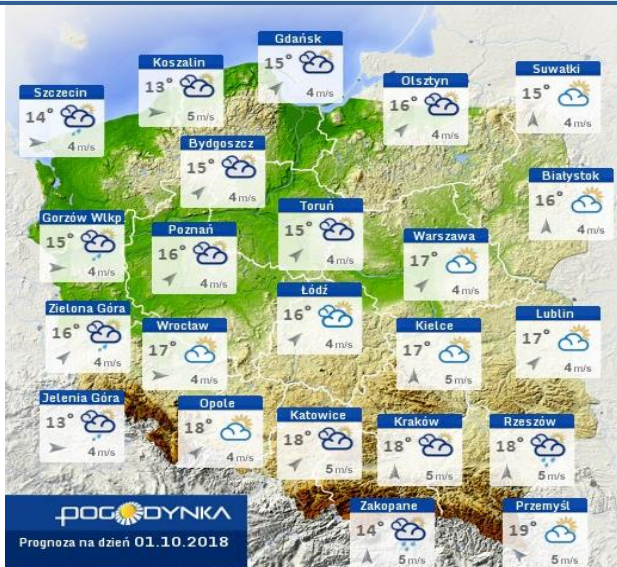 Gdańsk
15°
4 m/s
Koszalin
13°
5 m/s
Szczecin
14°
4 m/s
Olsztyn
16°
4 m/s
Suwałki
15°
4 m/s
Bydgoszcz
15°
4 m/s
Białystok
16°
4 m/s
Gorzów Wlkp
15°
4 m/s
Poznań
16°
4 m/s
Toruń
15°
4 m/s
Warszawa
17°
4 m/s
Łódź
16°
4 m/s
Zielona Góra
16°
4 m/s
Wrocław
17°
4 m/s
Kielce
17°
5 m/s
Lublin
17°
4 m/s
Jelenia Góra
13°
4 m/s
Opole
18°
4 m/s
Katowice
18°
5 m/s
Kraków
18°
5 m/s
Rzeszów
18°
5 m/s
Zakopane
14°
5 m/s
Przemyśl
19°
5 m/s
POGODYNKA
Prognoza na dzień 01.10.2018